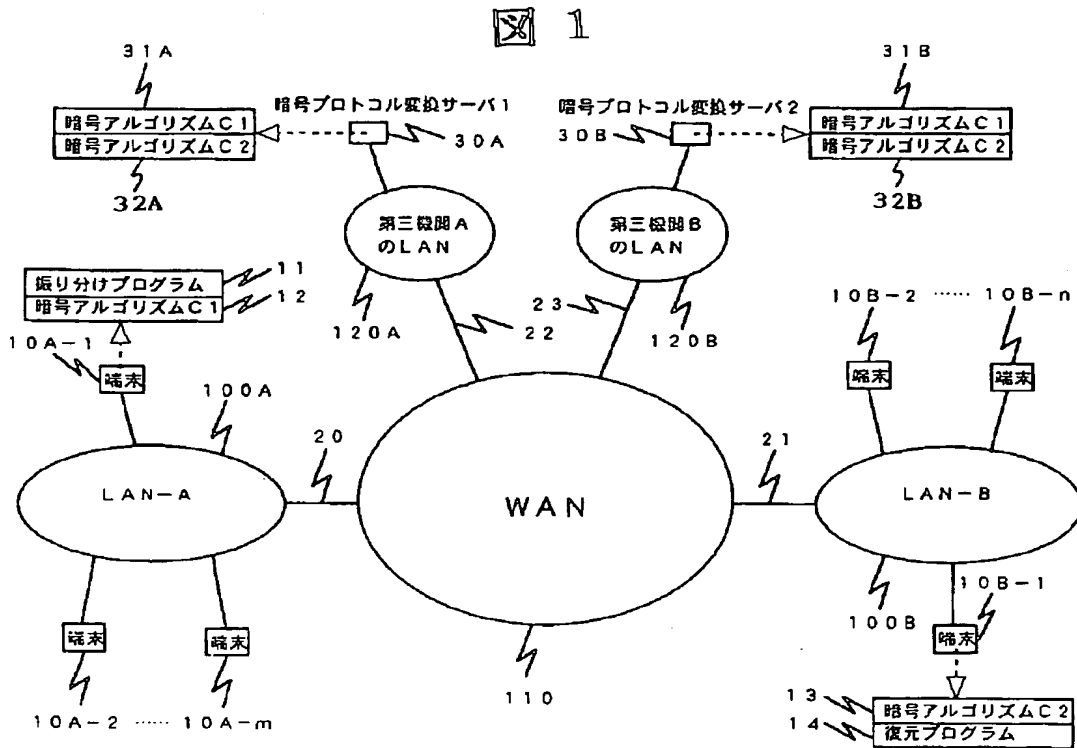 図 1
31A
31B
暗号プロトコル変換サーバ1
暗号プロトコル変換サーバ2
暗号アルゴリズムC1
暗号アルゴリズムC2
30A
30B
暗号アルゴリズムC1
暗号アルゴリズムC2
32A
32B
第三機関A
のLAN
第三機関B
のLAN
振り分けプログラム
11
暗号アルゴリズムC1
12
120A
22
23
120B
10B-2 …… 10B-n
10A-1
端末
端末
端末
100A
20
21
LAN-A
WAN
LAN-B
100B
10B-1
端末
端末
端末
110
10A-2 …… 10A-m
13
暗号アルゴリズムC2
14
復元プログラム